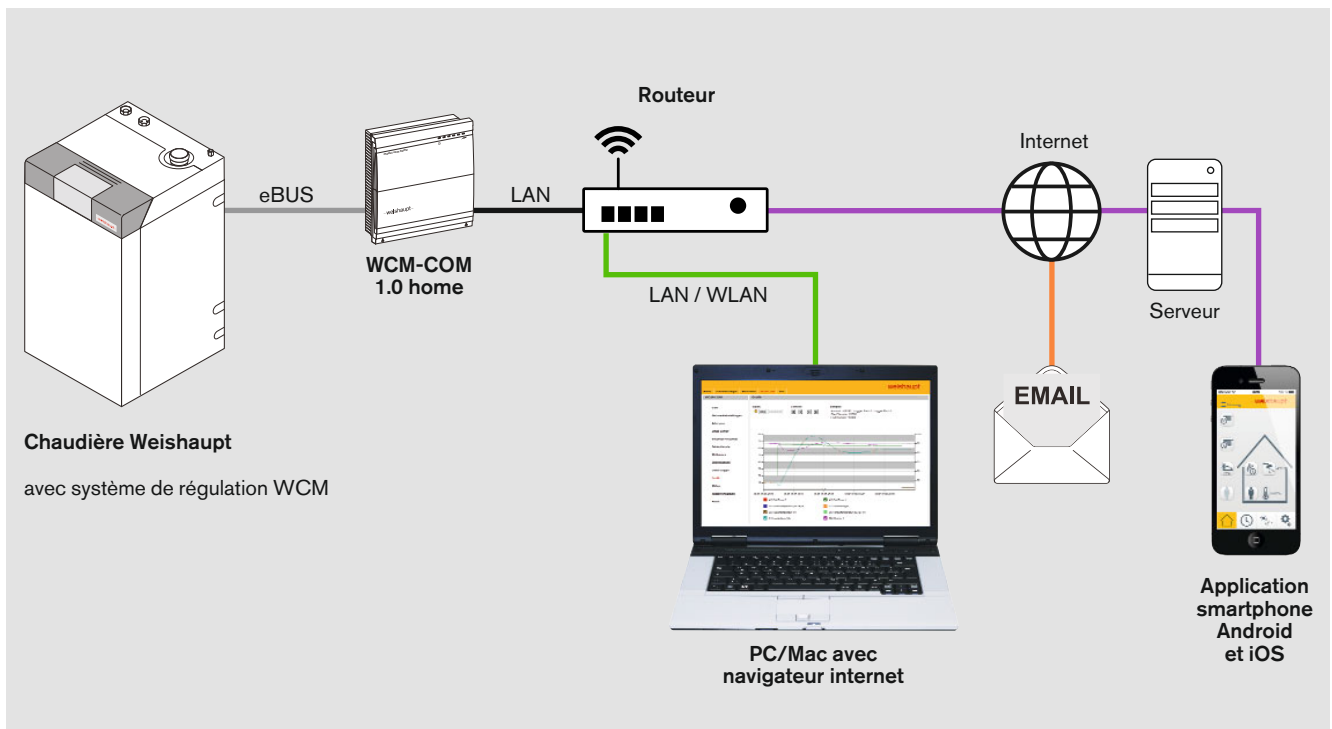 Routeur
Internet
eBUS
LAN
weishaupt
WCM-COM
1.0 home
LAN / WLAN
Serveur
EMAIL
Chaudière Weishaupt
avec système de régulation WCM
PC/Mac avec
navigateur internet
Application
smartphone
Android
et iOS